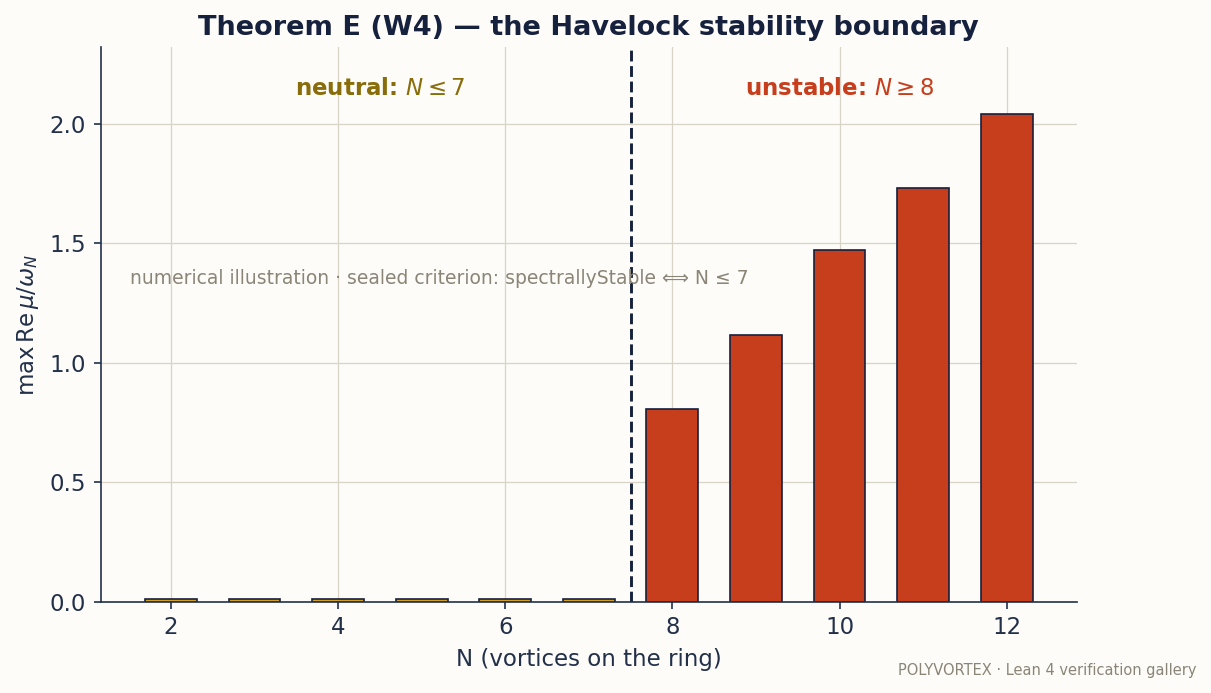 Theorem E (W4) — the Havelock stability boundary
neutral: N ≤ 7
unstable: N ≥ 8
numerical illustration · sealed criterion: spectrallyStable ⟺ N ≤ 7
max Re μ/ω_N
2.0
1.5
1.0
0.5
0.0
2 4 6 8 10 12
N (vortices on the ring)
POLYVORTEX · Lean 4 verification gallery